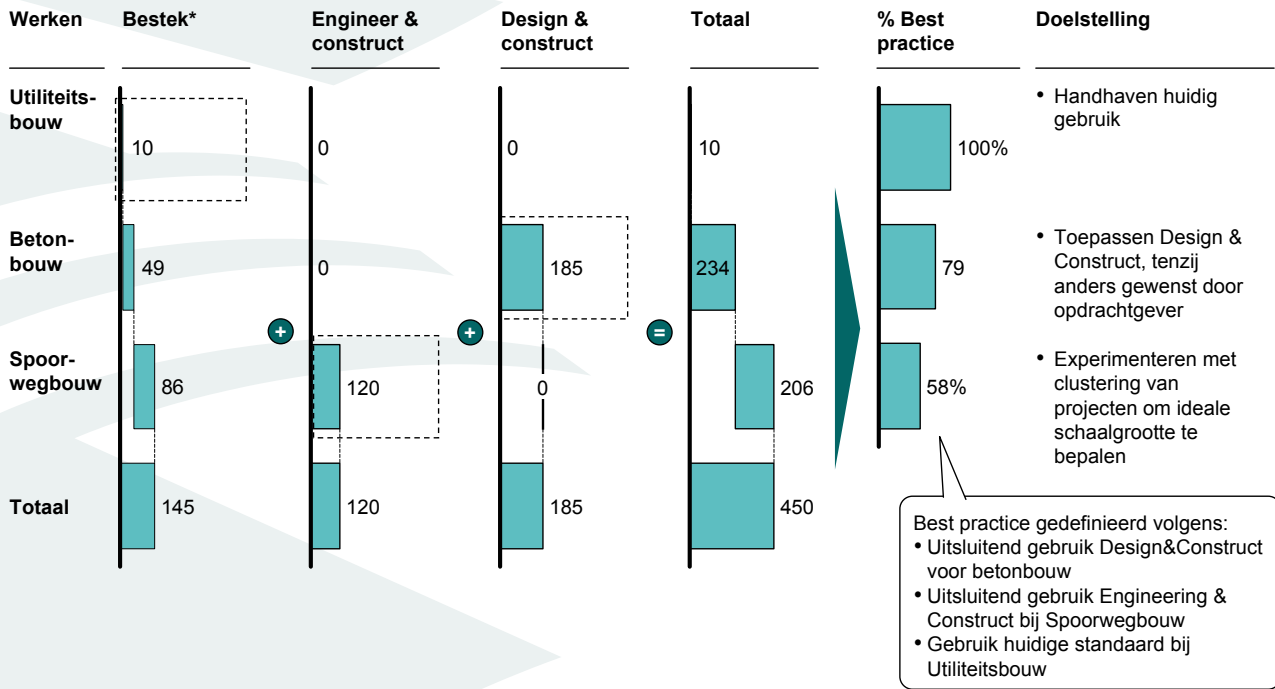 Werken
Bestek*
Engineer &
construct
Design &
construct
Totaal
% Best
practice
Doelstelling
Utiliteits-
bouw
10
0
0
10
100%
• Handhaven huidig
gebruik
Beton-
bouw
49
0
185
234
79
• Toepassen Design &
Construct, tenzij
anders gewenst door
opdrachtgever
+
+
=
Spoor-
wegbouw
86
120
0
206
58%
• Experimenteren met
clustering van
projecten om ideale
schaalgrootte te
bepalen
Totaal
145
120
185
450
Best practice gedefinieerd volgens:
• Uitsluitend gebruik Design&Construct
voor betonbouw
• Uitsluitend gebruik Engineering &
Construct bij Spoorwegbouw
• Gebruik huidige standaard bij
Utiliteitsbouw